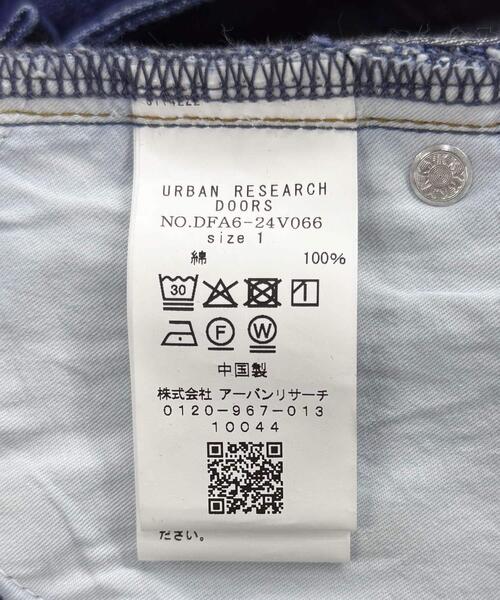 URBAN RESEARCH
DOORS
NO.DFA6-24V066
size 1
綿 100%
30
F W
中国製
株式会社 アーバンリサーチ
0120-967-013
10044
ださい。